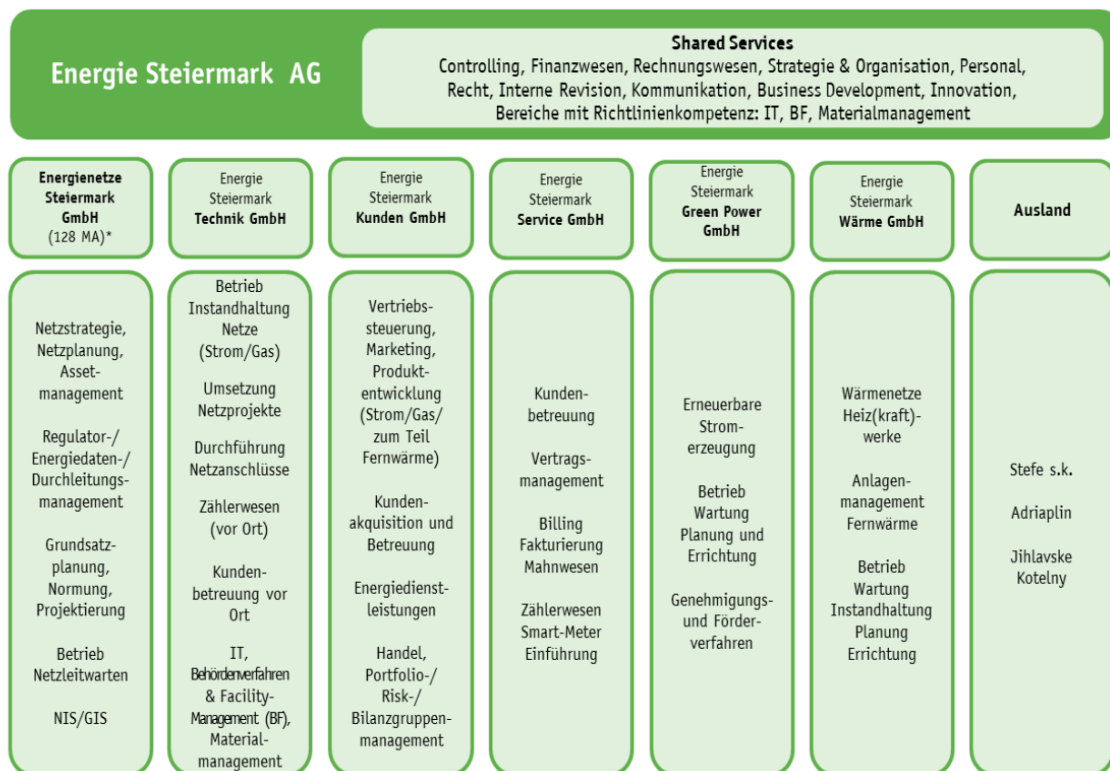 Energie Steiermark AG
Shared Services
Controlling, Finanzwesen, Rechnungswesen, Strategie & Organisation, Personal,
Recht, Interne Revision, Kommunikation, Business Development, Innovation,
Bereiche mit Richtlinienkompetenz: IT, BF, Materialmanagement
Energienetze
Steiermark
GmbH
(128 MA)*
Energie
Steiermark
Technik GmbH
Energie
Steiermark
Kunden GmbH
Energie
Steiermark
Service GmbH
Energie
Steiermark
Green Power
GmbH
Energie
Steiermark
Wärme GmbH
Ausland
Netzstrategie,
Netzplanung,
Asset-
management
Regulator-/
Energiedaten-/
Durchleitungs-
management
Grundsatz-
planung,
Normung,
Projektierung
Betrieb
Netzleitwarten
NIS/GIS
Betrieb
Instandhaltung
Netze
(Strom/Gas)
Umsetzung
Netzprojekte
Durchführung
Netzanschlüsse
Zählerwesen
(vor Ort)
Kunden-
betreuung vor
Ort
IT,
Behördenverfahren
& Facility-
Management (BF),
Material-
management
Vertriebs-
steuerung,
Marketing,
Produkt-
entwicklung
(Strom/Gas/
zum Teil
Fernwärme)
Kunden-
akquisition und
Betreuung
Energiedienst-
leistungen
Handel,
Portfolio-/
Risk-/
Bilanzgruppen-
management
Kunden-
betreuung
Vertrags-
management
Billing
Fakturierung
Mahnwesen
Zählerwesen
Smart-Meter
Einführung
Erneuerbare
Strom-
erzeugung
Betrieb
Wartung
Planung und
Errichtung
Genehmigungs-
und Förder-
verfahren
Wärmenetze
Heiz(kraft)-
werke
Anlagen-
management
Fernwärme
Betrieb
Wartung
Instandhaltung
Planung
Errichtung
Stefe s.k.
Adriaplin
Jihlavske
Kotelny